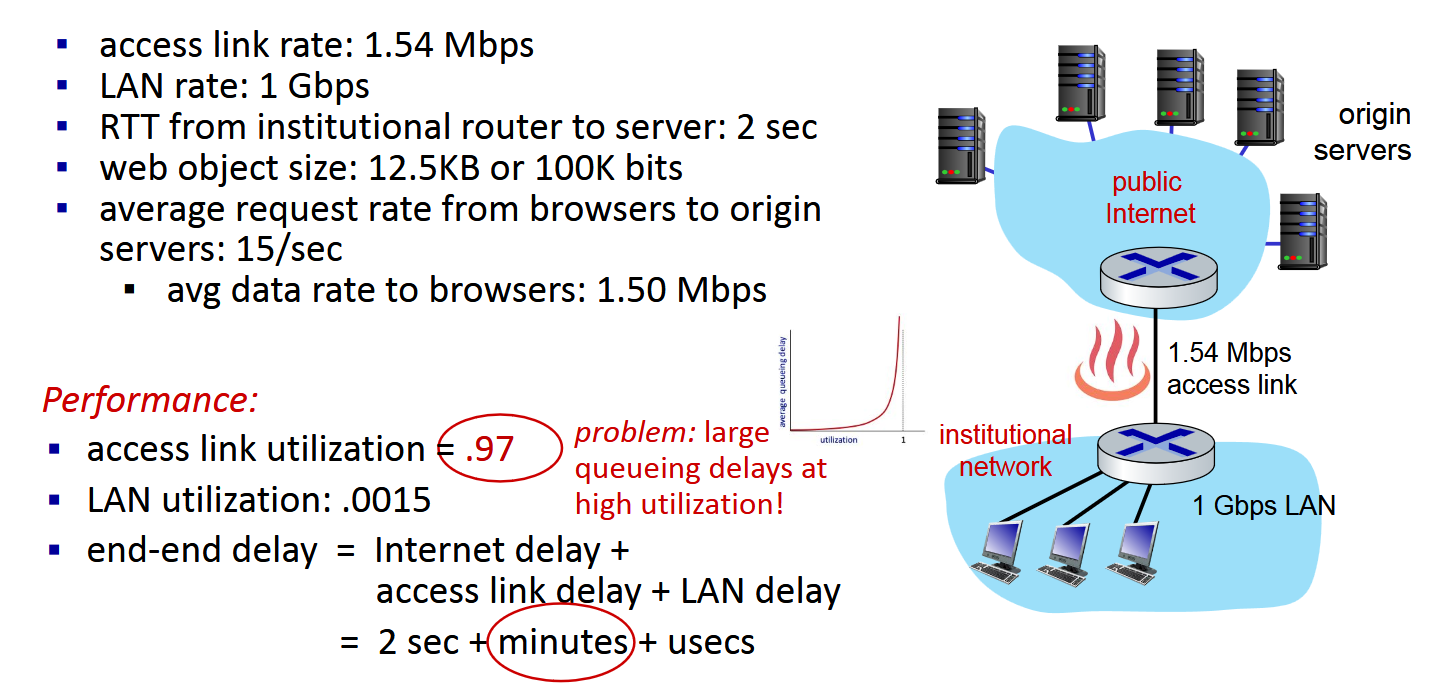 ▪ access link rate: 1.54 Mbps
▪ LAN rate: 1 Gbps
▪ RTT from institutional router to server: 2 sec
▪ web object size: 12.5KB or 100K bits
▪ average request rate from browsers to origin
servers: 15/sec
▪ avg data rate to browsers: 1.50 Mbps
Performance:
▪ access link utilization = .97
▪ LAN utilization: .0015
▪ end-end delay = Internet delay +
access link delay + LAN delay
= 2 sec + minutes + usecs
problem: large
queueing delays at
high utilization!
average queueing delay
utilization
1
origin
servers
public
Internet
1.54 Mbps
access link
institutional
network
1 Gbps LAN